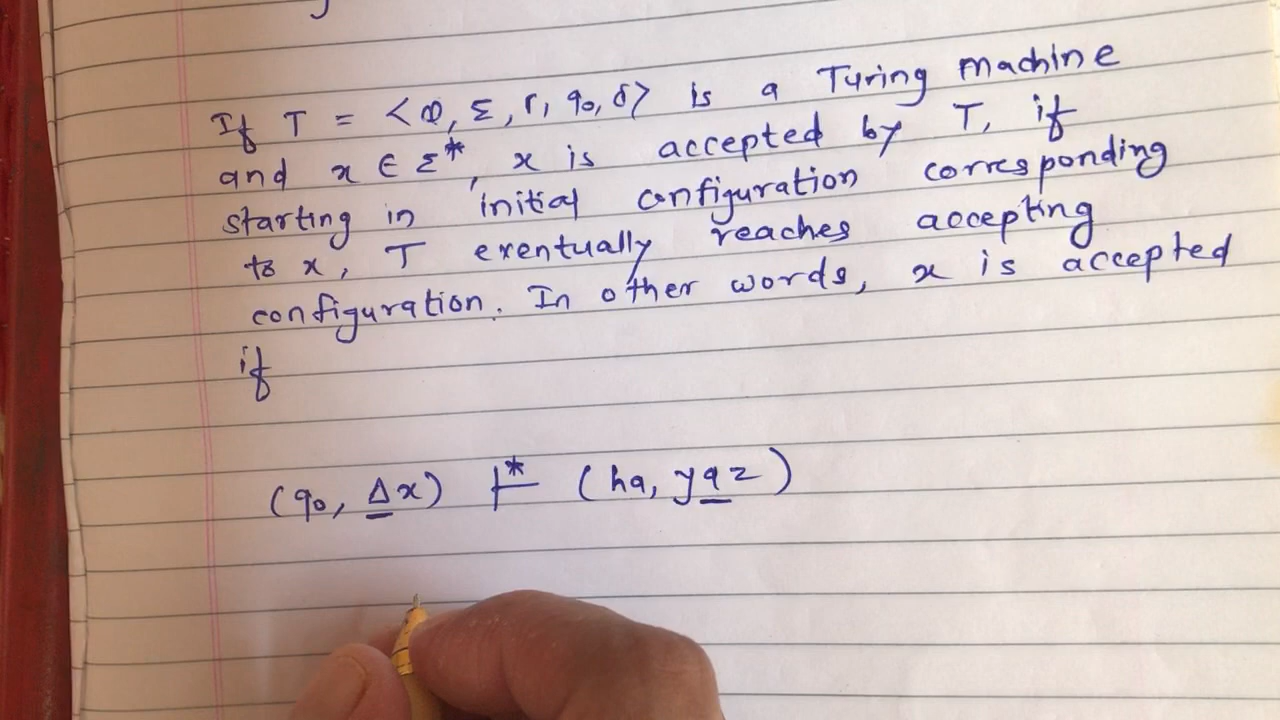 If T = <Q, Σ, Γ, q0, δ> is a Turing machine
and x ∈ Σ*, x is accepted by T, if
starting in initial configuration corresponding
to x, T eventually reaches accepting
configuration. In other words, x is accepted
if
(q0, Δx) ⊢* (ha, yaz)